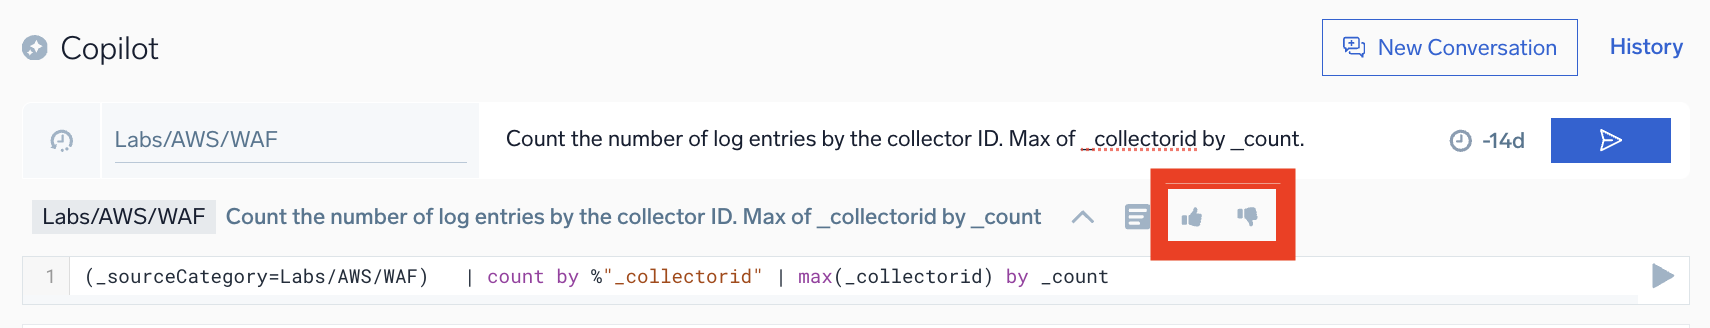 Copilot
New Conversation
History
Labs/AWS/WAF
Count the number of log entries by the collector ID. Max of _collectorid by _count.
-14d
Labs/AWS/WAF Count the number of log entries by the collector ID. Max of _collectorid by _count
1 (_sourceCategory=Labs/AWS/WAF) | count by %"_collectorid" | max(_collectorid) by _count